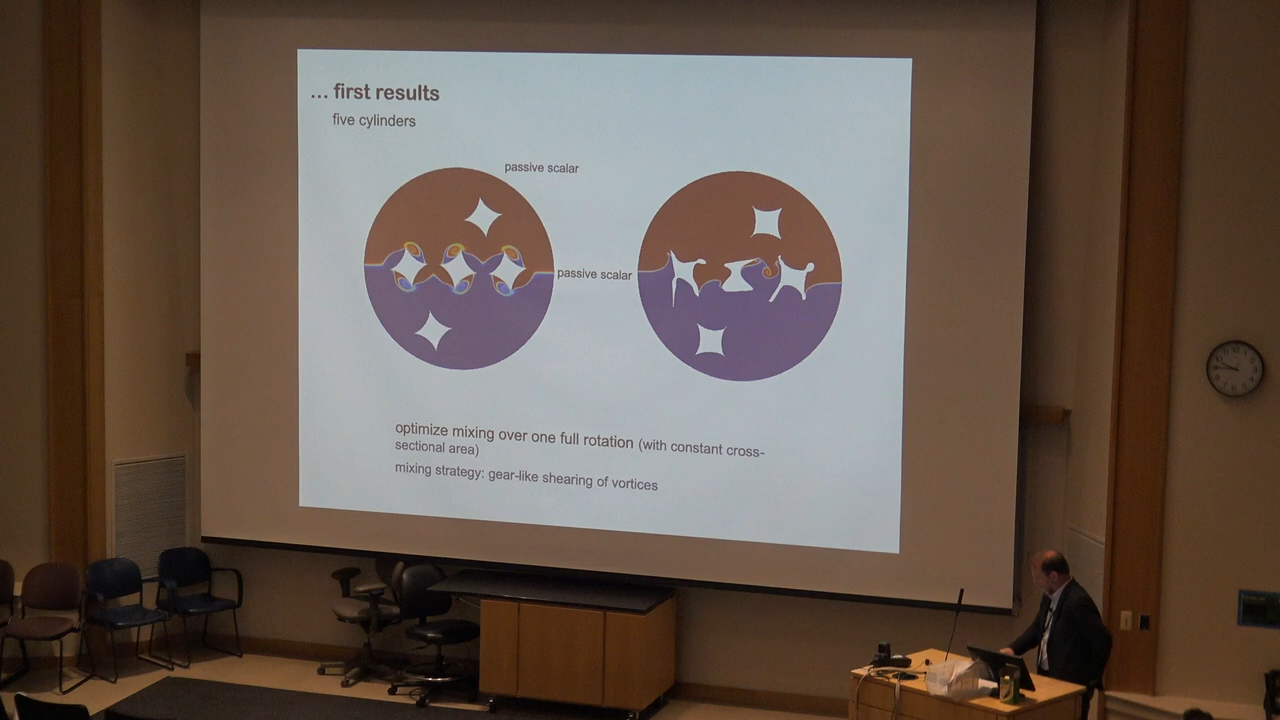 ... first results
five cylinders
passive scalar
passive scalar
optimize mixing over one full rotation (with constant cross-
sectional area)
mixing strategy: gear-like shearing of vortices